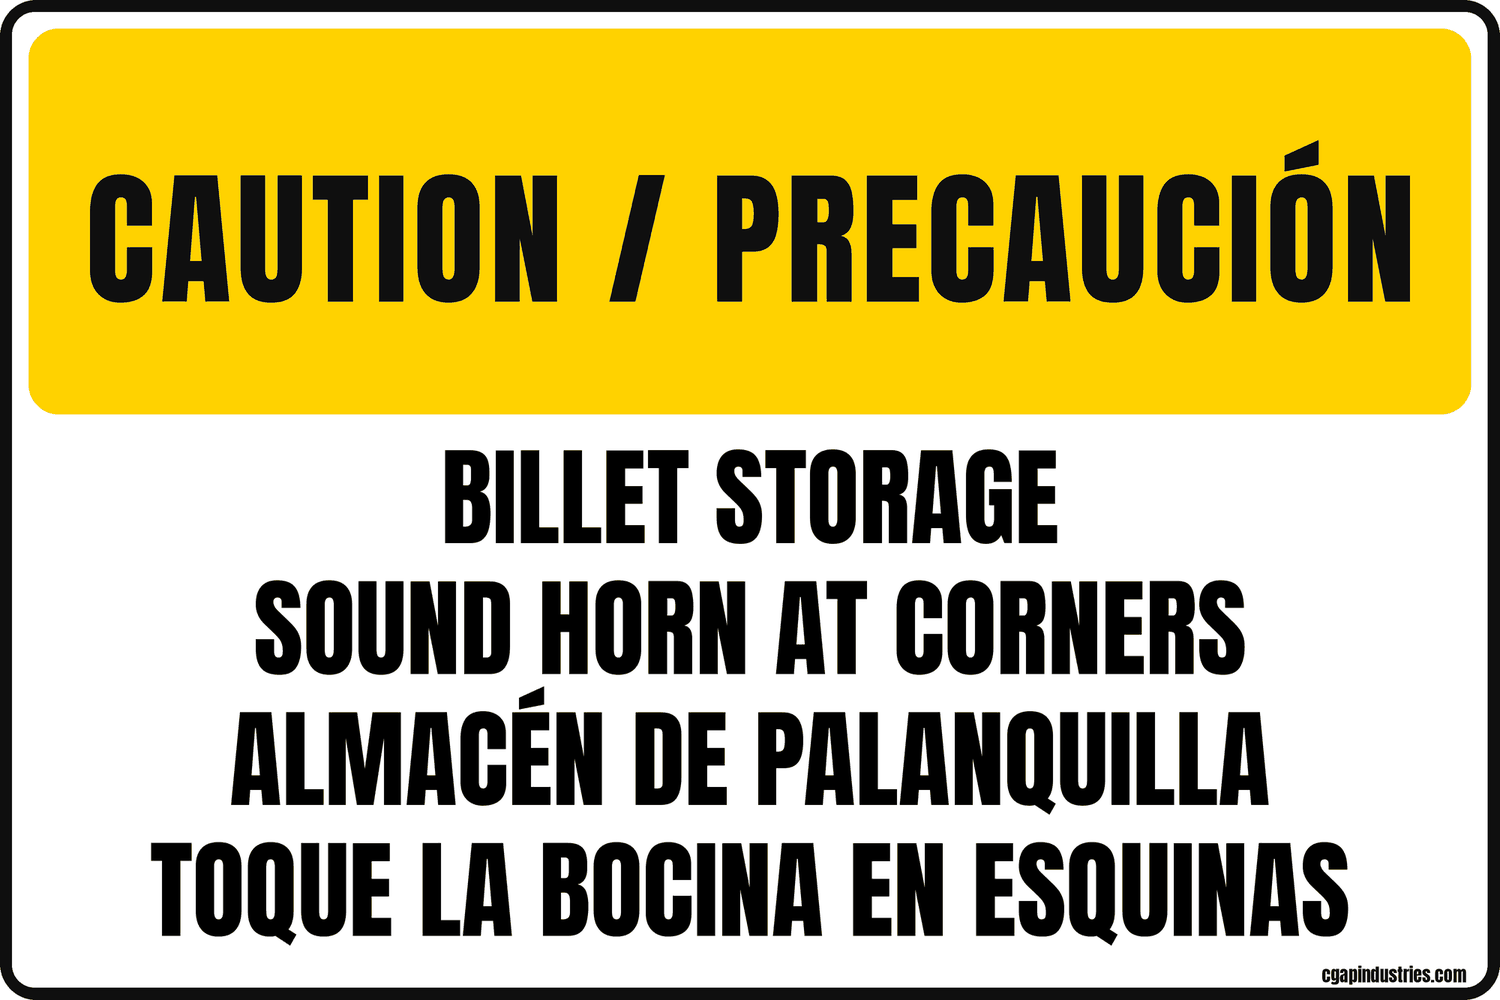 CAUTION / PRECAUCIÓN
BILLET STORAGE
SOUND HORN AT CORNERS
ALMACÉN DE PALANQUILLA
TOQUE LA BOCINA EN ESQUINAS
cgapindustries.com